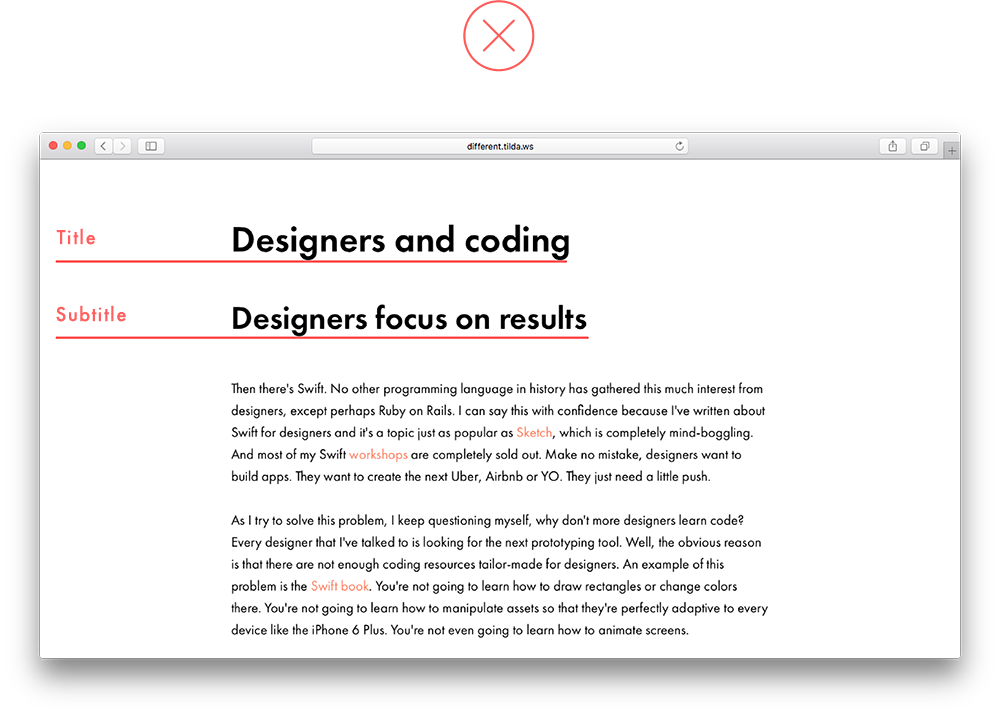 different.tilda.ws
Title
Designers and coding
Subtitle
Designers focus on results
Then there's Swift. No other programming language in history has gathered this much interest from
designers, except perhaps Ruby on Rails. I can say this with confidence because I've written about
Swift for designers and it's a topic just as popular as Sketch, which is completely mind-boggling.
And most of my Swift workshops are completely sold out. Make no mistake, designers want to
build apps. They want to create the next Uber, Airbnb or YO. They just need a little push.
As I try to solve this problem, I keep questioning myself, why don't more designers learn code?
Every designer that I've talked to is looking for the next prototyping tool. Well, the obvious reason
is that there are not enough coding resources tailor-made for designers. An example of this
problem is the Swift book. You're not going to learn how to draw rectangles or change colors
there. You're not going to learn how to manipulate assets so that they're perfectly adaptive to every
device like the iPhone 6 Plus. You're not even going to learn how to animate screens.